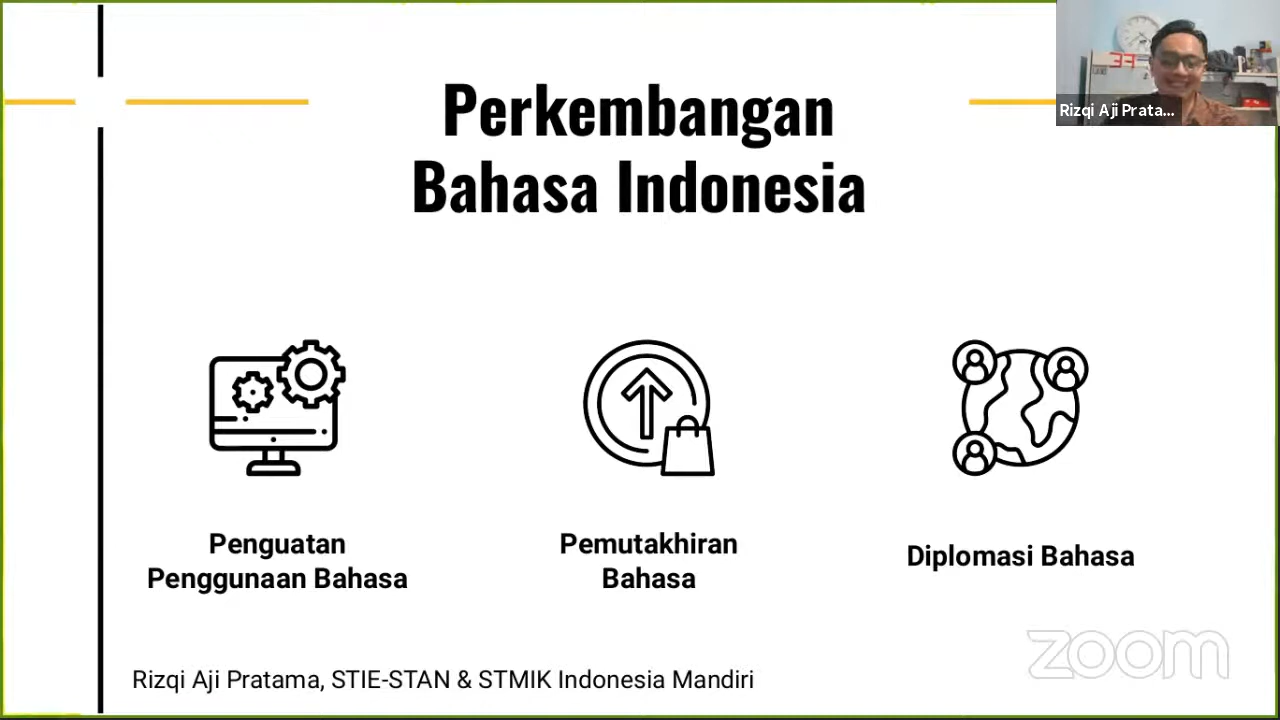 Perkembangan
Bahasa Indonesia
Rizqi Aji Prata...
Penguatan
Penggunaan Bahasa
Pemutakhiran
Bahasa
Diplomasi Bahasa
Rizqi Aji Pratama, STIE-STAN & STMIK Indonesia Mandiri
zoom